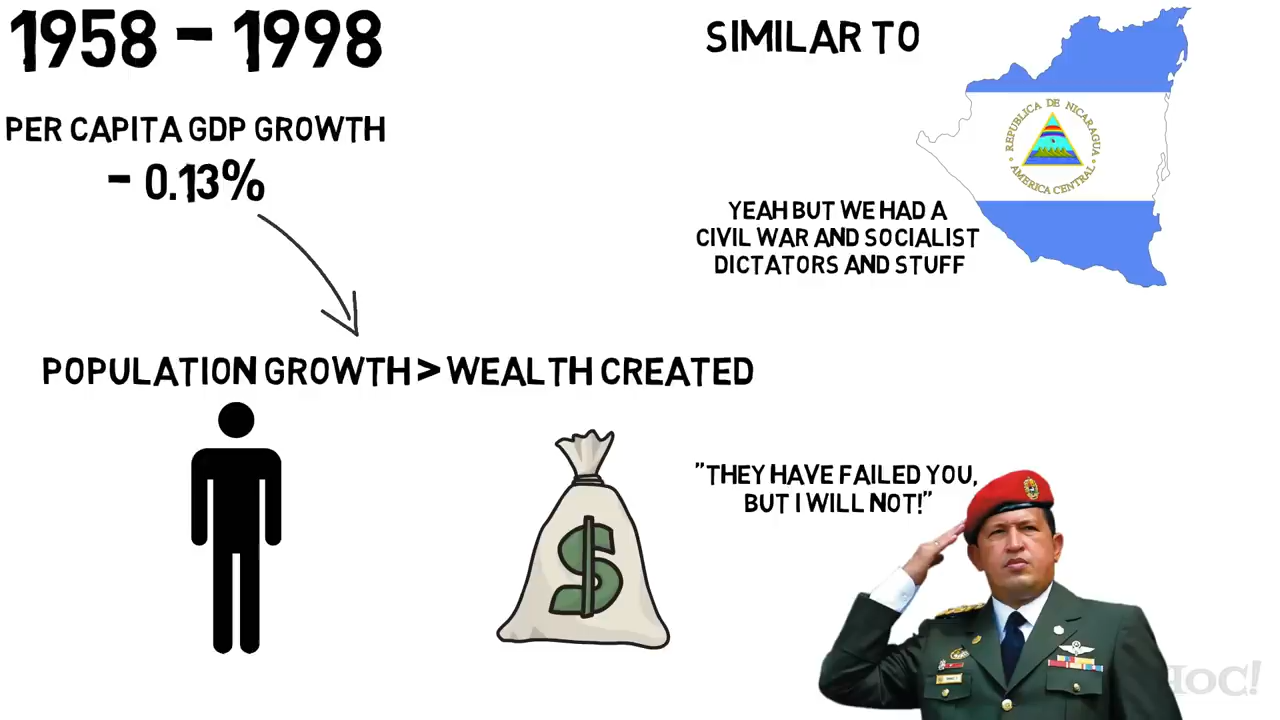 1958 - 1998
PER CAPITA GDP GROWTH
- 0.13%
SIMILAR TO
REPUBLICA DE NICARAGUA
AMERICA CENTRAL
YEAH BUT WE HAD A
CIVIL WAR AND SOCIALIST
DICTATORS AND STUFF
POPULATION GROWTH > WEALTH CREATED
$
"THEY HAVE FAILED YOU,
BUT I WILL NOT!"